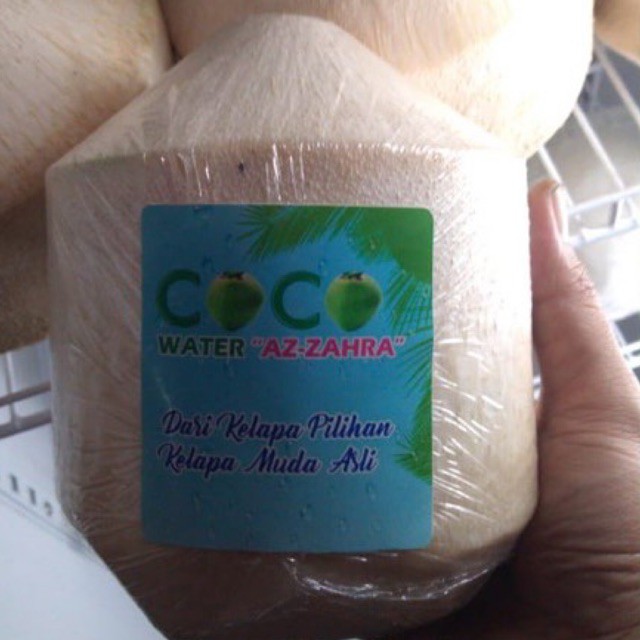 COCO
WATER "AZ-ZAHRA"
Dari Kelapa Pilihan
Kelapa Muda Asli